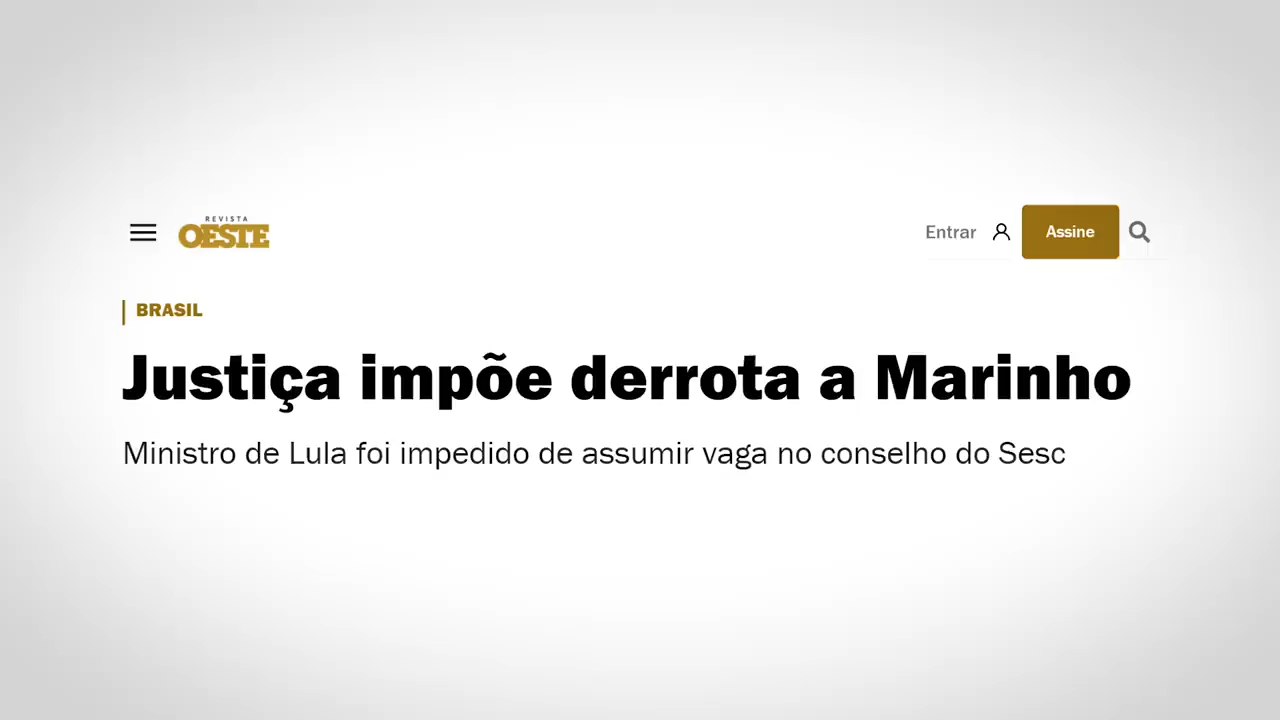 REVISTA
OESTE
Entrar
Assine
BRASIL
Justiça impõe derrota a Marinho
Ministro de Lula foi impedido de assumir vaga no conselho do Sesc